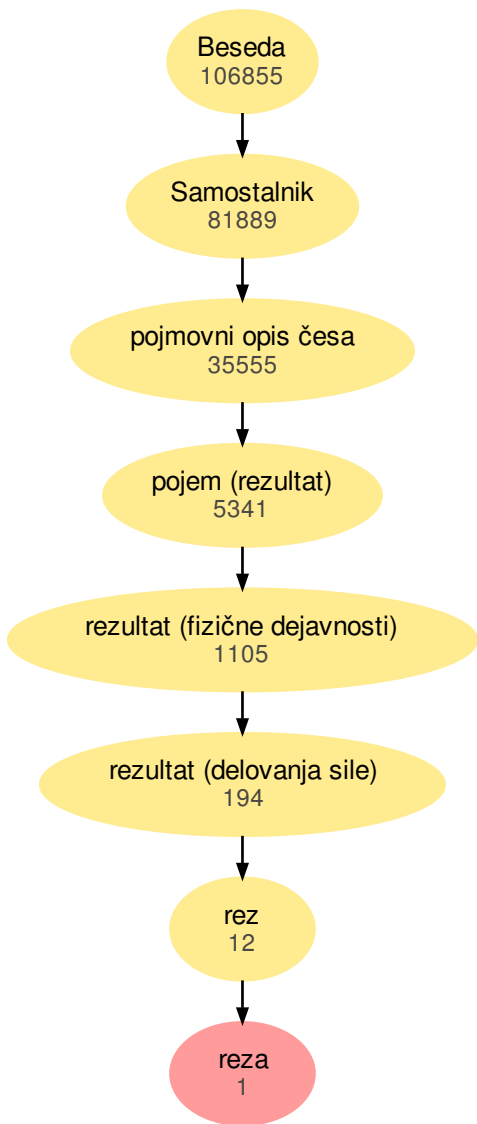 Beseda
106855
Samostalnik
81889
pojmovni opis česa
35555
pojem (rezultat)
5341
rezultat (fizične dejavnosti)
1105
rezultat (delovanja sile)
194
rez
12
reza
1